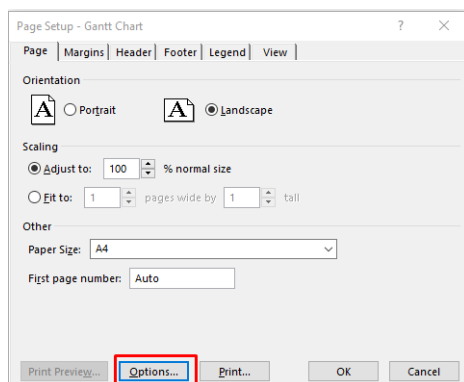 Page Setup - Gantt Chart ? ×
Page Margins Header Footer Legend View
Orientation
A Portrait A Landscape
Scaling
Adjust to: 100 % normal size
Fit to: 1 pages wide by 1 tall
Other
Paper Size: A4
First page number: Auto
Print Preview... Options... Print... OK Cancel